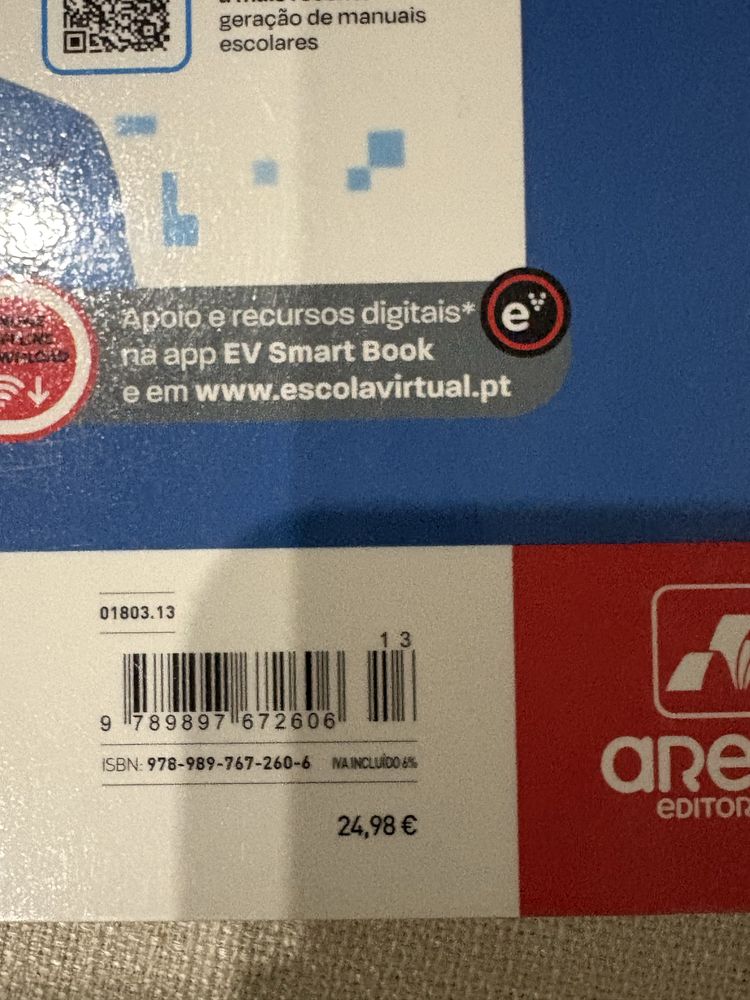 geração de manuais
escolares
Apoio e recursos digitais*
na app EV Smart Book
e em www.escolavirtual.pt
e
01803.13
13
9 789897 672606
ISBN: 978-989-767-260-6 IVA INCLUÍDO 6%
24,98 €
are
EDITOR